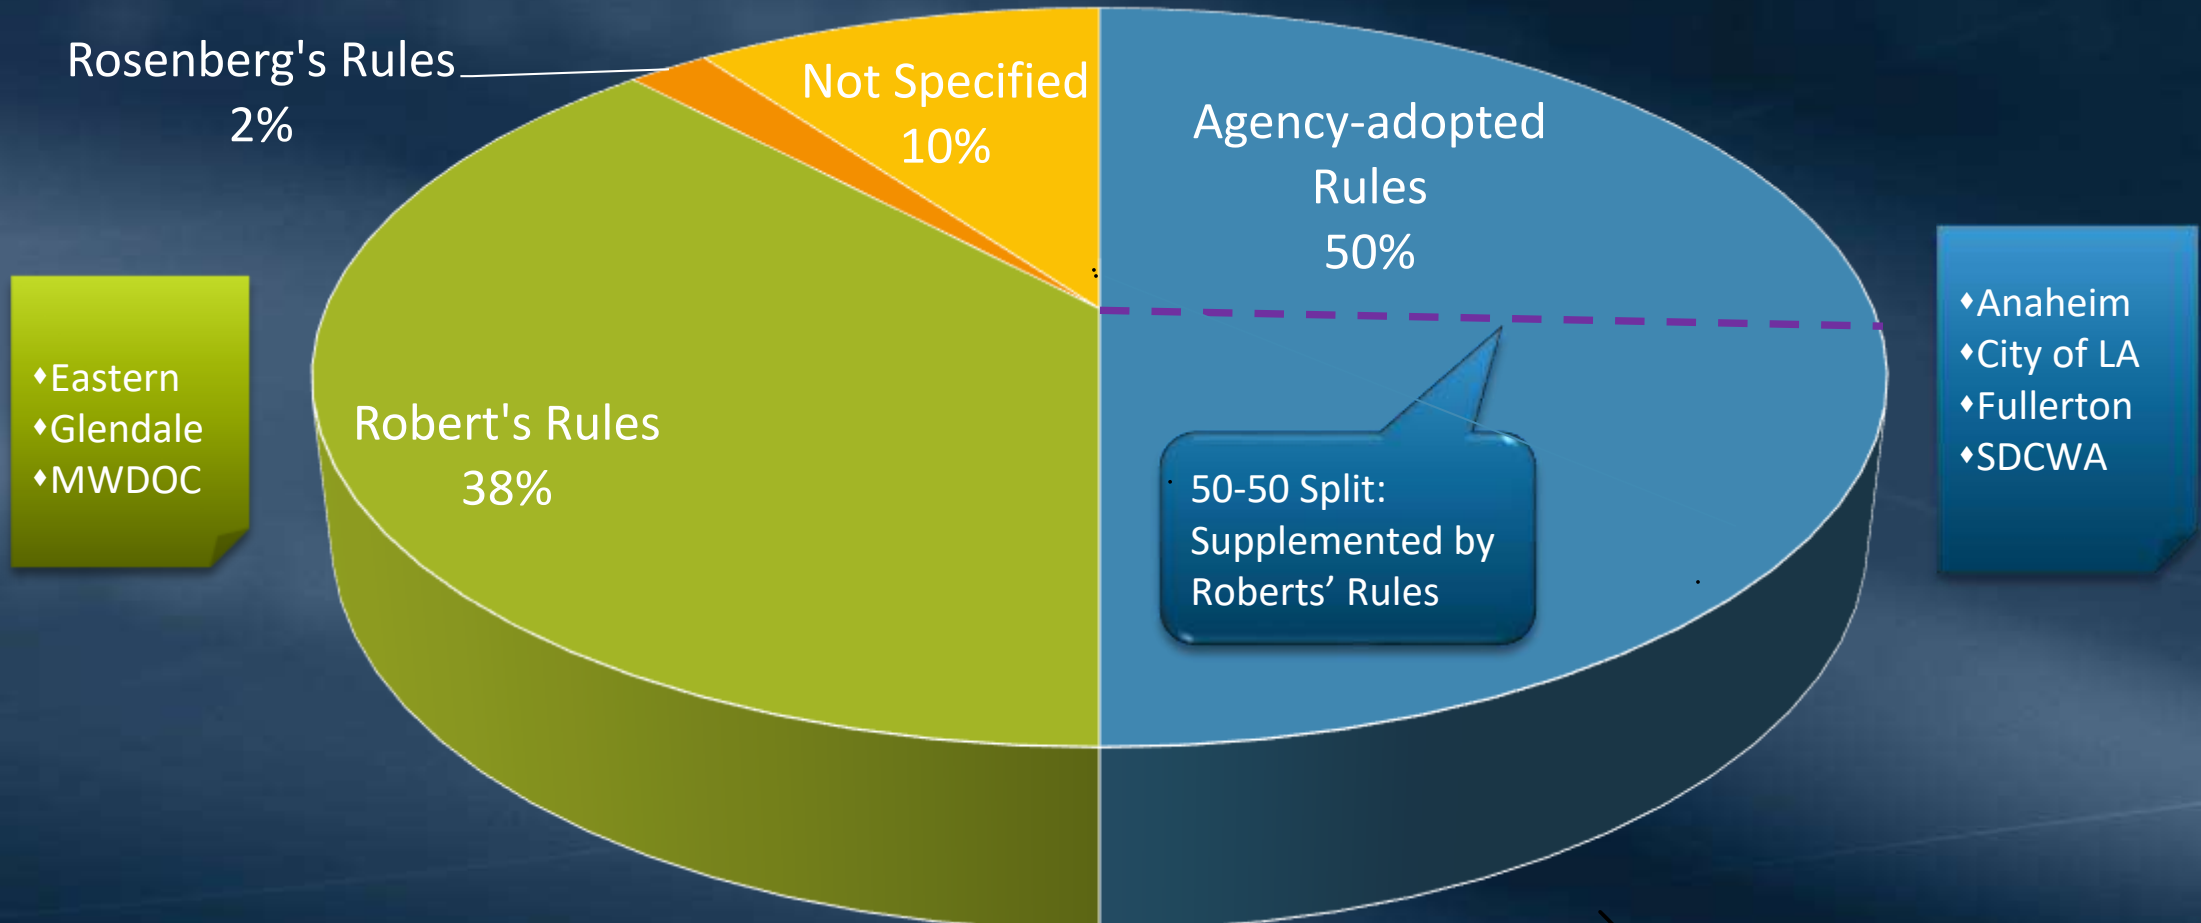 Rosenberg's Rules
2%
Not Specified
10%
Agency-adopted
Rules
50%
♦Eastern
♦Glendale
♦MWDOC
Robert's Rules
38%
50-50 Split:
Supplemented by
Roberts’ Rules
♦Anaheim
♦City of LA
♦Fullerton
♦SDCWA